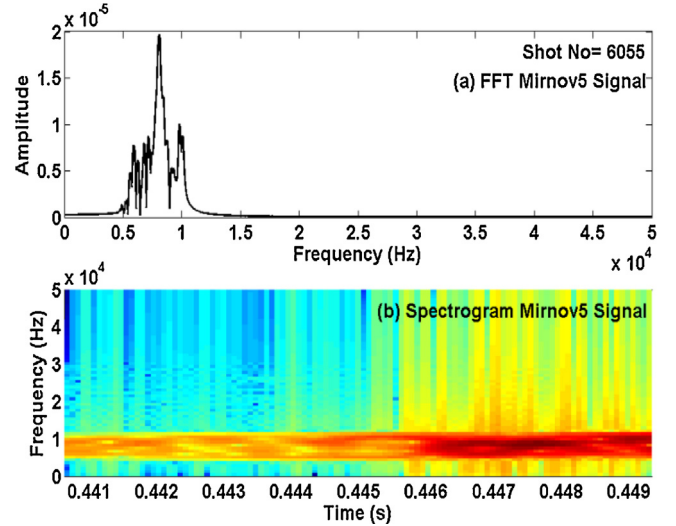 × 10-5
2
1.5
1
0.5
0
Amplitude
Shot No= 6055
(a) FFT Mirnov5 Signal
0 0.5 1 1.5 2 2.5 3 3.5 4 4.5 5
Frequency (Hz)
× 10^4
5 × 10^4
4
3
2
1
0
Frequency (Hz)
(b) Spectrogram Mirnov5 Signal
0.441 0.442 0.443 0.444 0.445 0.446 0.447 0.448 0.449
Time (s)